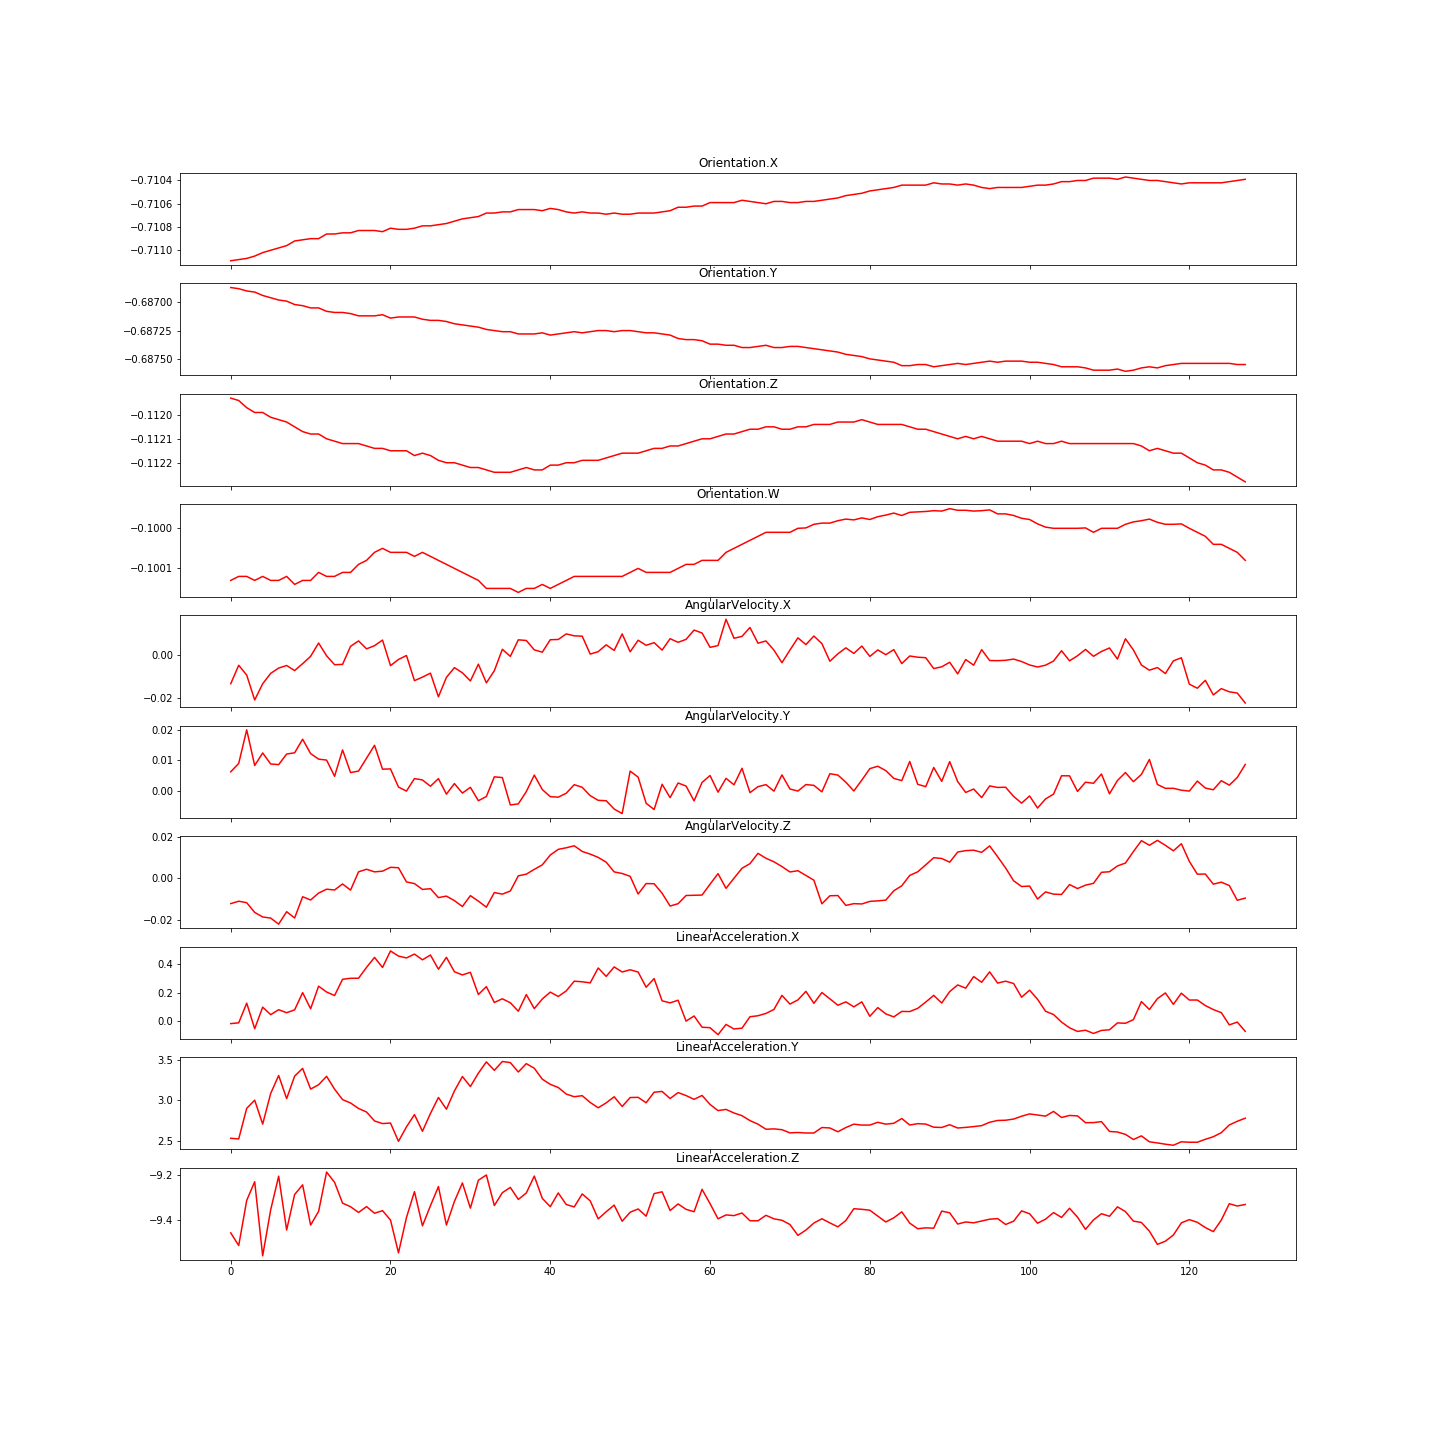 Orientation.X
−0.7104
−0.7106
−0.7108
−0.7110
Orientation.Y
−0.68700
−0.68725
−0.68750
Orientation.Z
−0.1120
−0.1121
−0.1122
Orientation.W
−0.1000
−0.1001
AngularVelocity.X
0.00
−0.02
AngularVelocity.Y
0.02
0.01
0.00
AngularVelocity.Z
0.02
0.00
−0.02
LinearAcceleration.X
0.4
0.2
0.0
LinearAcceleration.Y
3.5
3.0
2.5
LinearAcceleration.Z
−9.2
−9.4
0 20 40 60 80 100 120